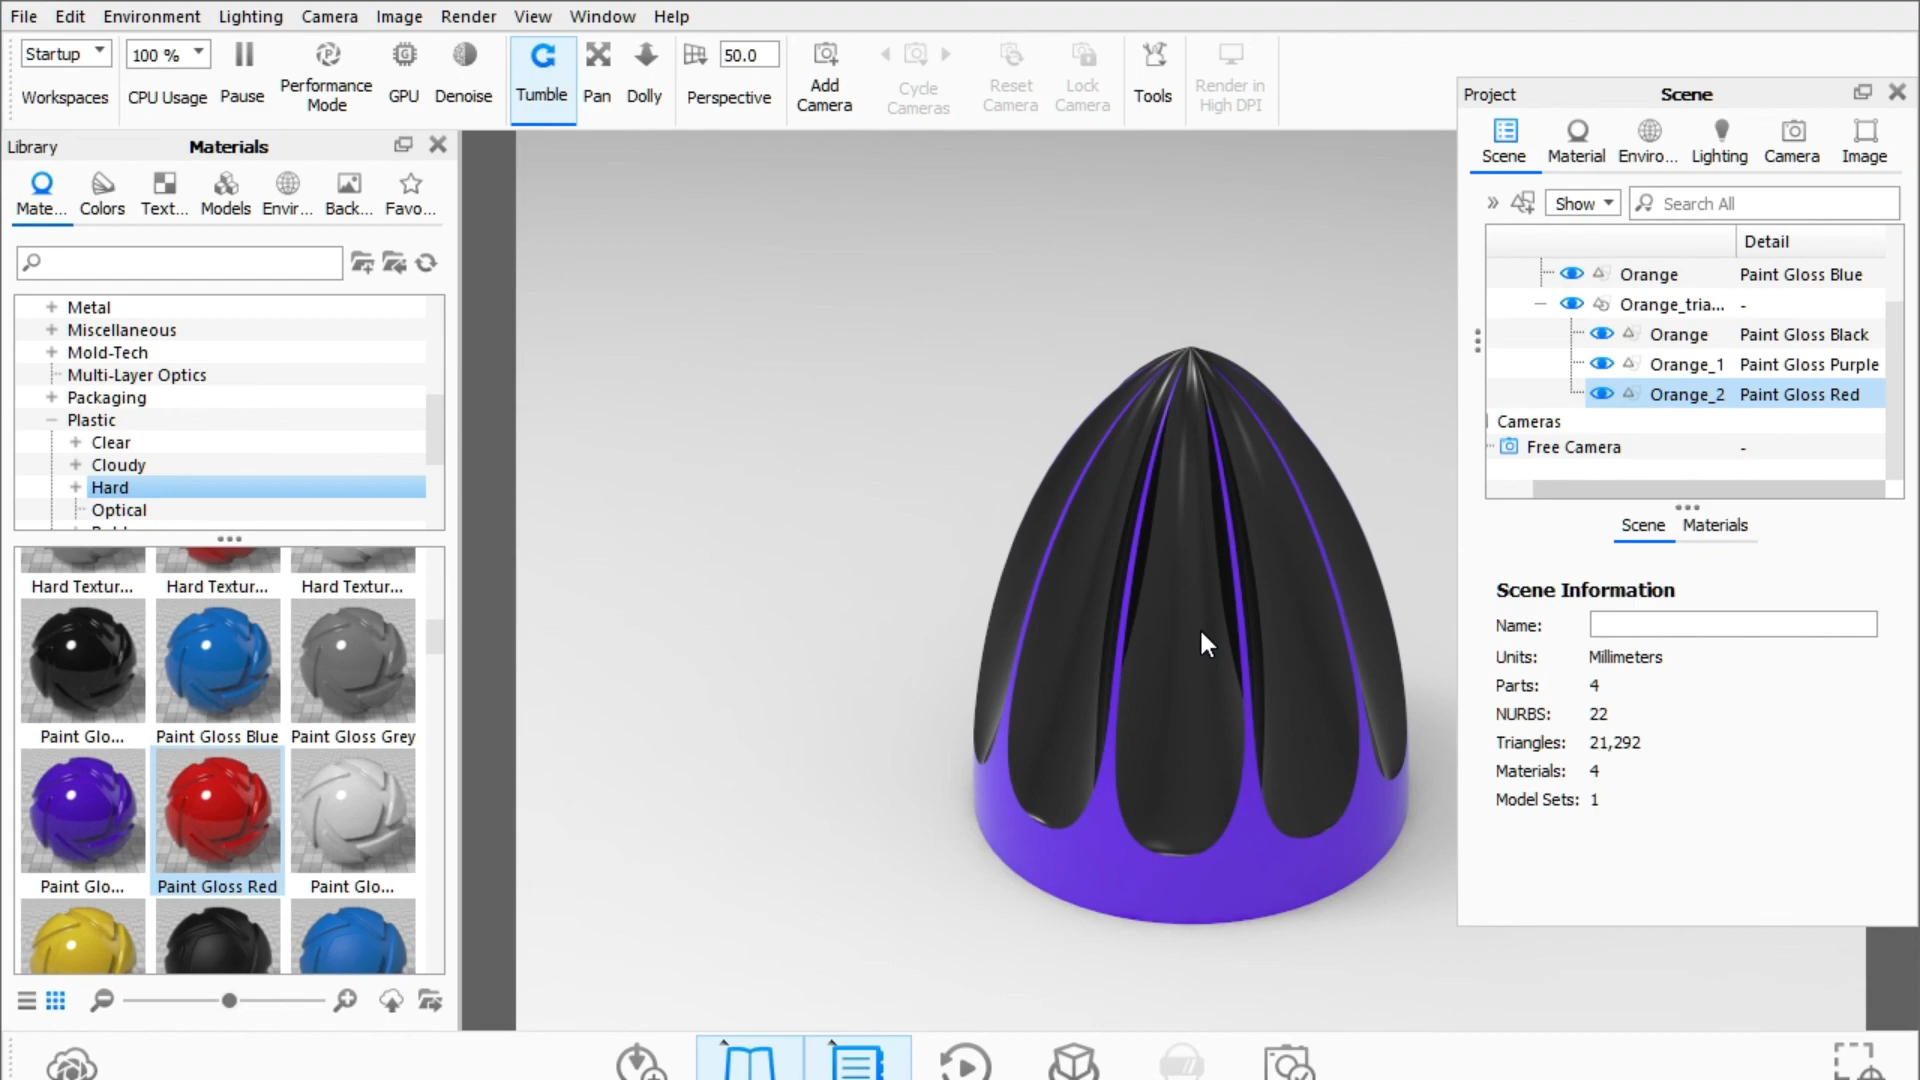 File Edit Environment Lighting Camera Image Render View Window Help
Startup 100 % 50.0
Workspaces CPU Usage Pause Performance Mode GPU Denoise Tumble Pan Dolly Perspective Add Camera Cycle Cameras Reset Camera Lock Camera Tools Render in High DPI
Library Materials
Mate... Colors Text... Models Envir... Back... Favo...
Metal
Miscellaneous
Mold-Tech
Multi-Layer Optics
Packaging
Plastic
Clear
Cloudy
Hard
Optical
Hard Textur... Hard Textur... Hard Textur...
Paint Glo... Paint Gloss Blue Paint Gloss Grey
Paint Glo... Paint Gloss Red Paint Glo...
Project Scene
Scene Material Enviro... Lighting Camera Image
Show Search All
Detail
Orange Paint Gloss Blue
Orange_tria... -
Orange Paint Gloss Black
Orange_1 Paint Gloss Purple
Orange_2 Paint Gloss Red
Cameras
Free Camera -
Scene Materials
Scene Information
Name:
Units: Millimeters
Parts: 4
NURBS: 22
Triangles: 21,292
Materials: 4
Model Sets: 1